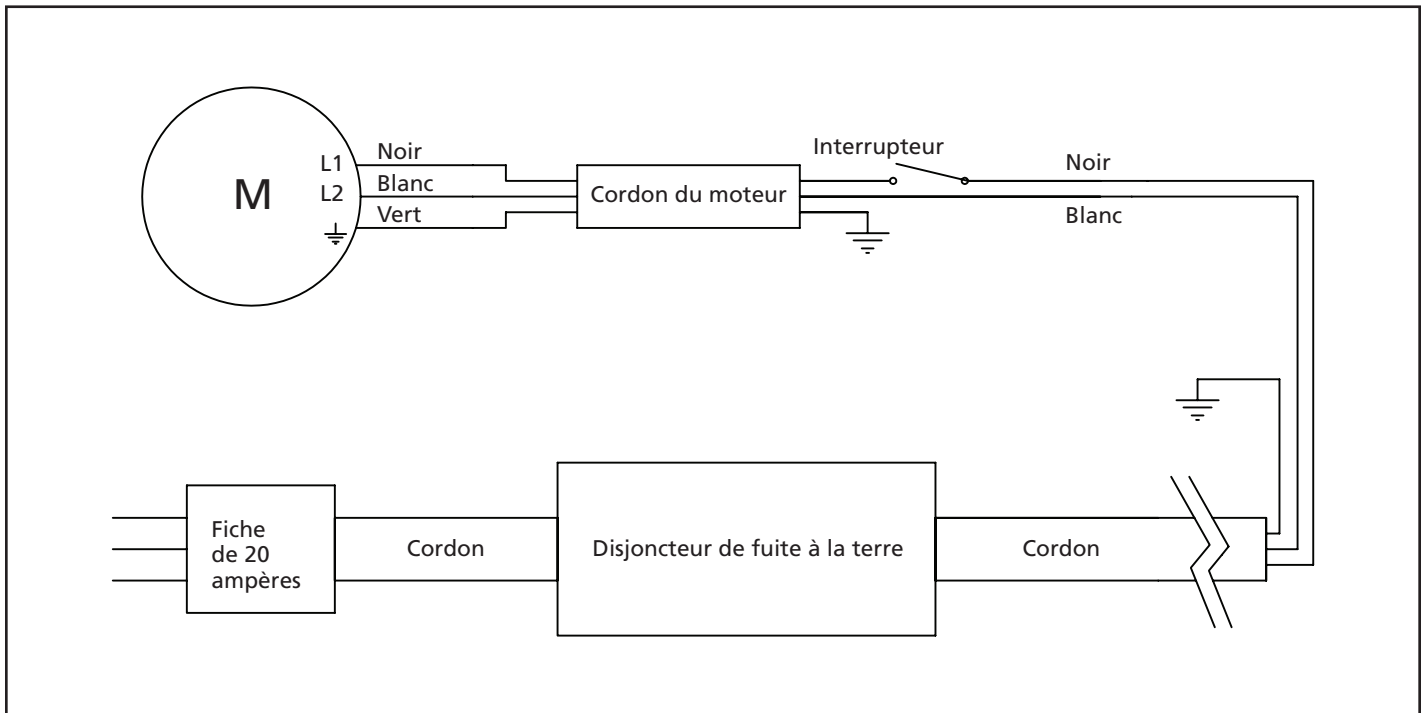 L1
Noir
L2
Blanc
Vert
M
Cordon du moteur
Interrupteur
Noir
Blanc
Fiche
de 20
ampères
Cordon
Disjoncteur de fuite à la terre
Cordon